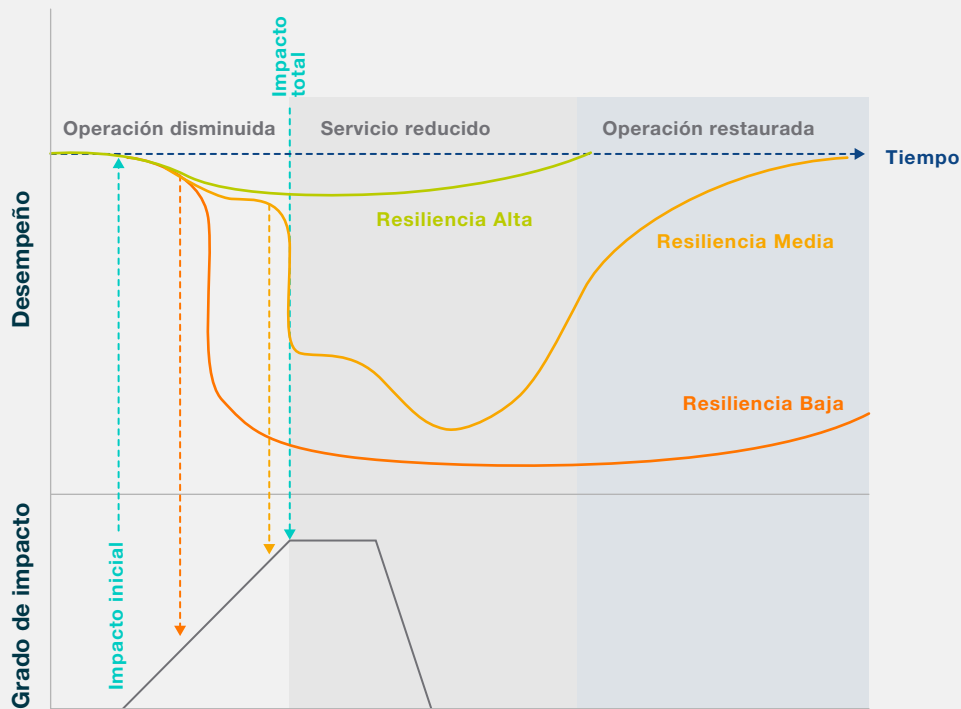 Impacto
total
Operación disminuida
Servicio reducido
Operación restaurada
Tiempo
Desempeño
Resiliencia Alta
Resiliencia Media
Resiliencia Baja
Grado de impacto
Impacto inicial